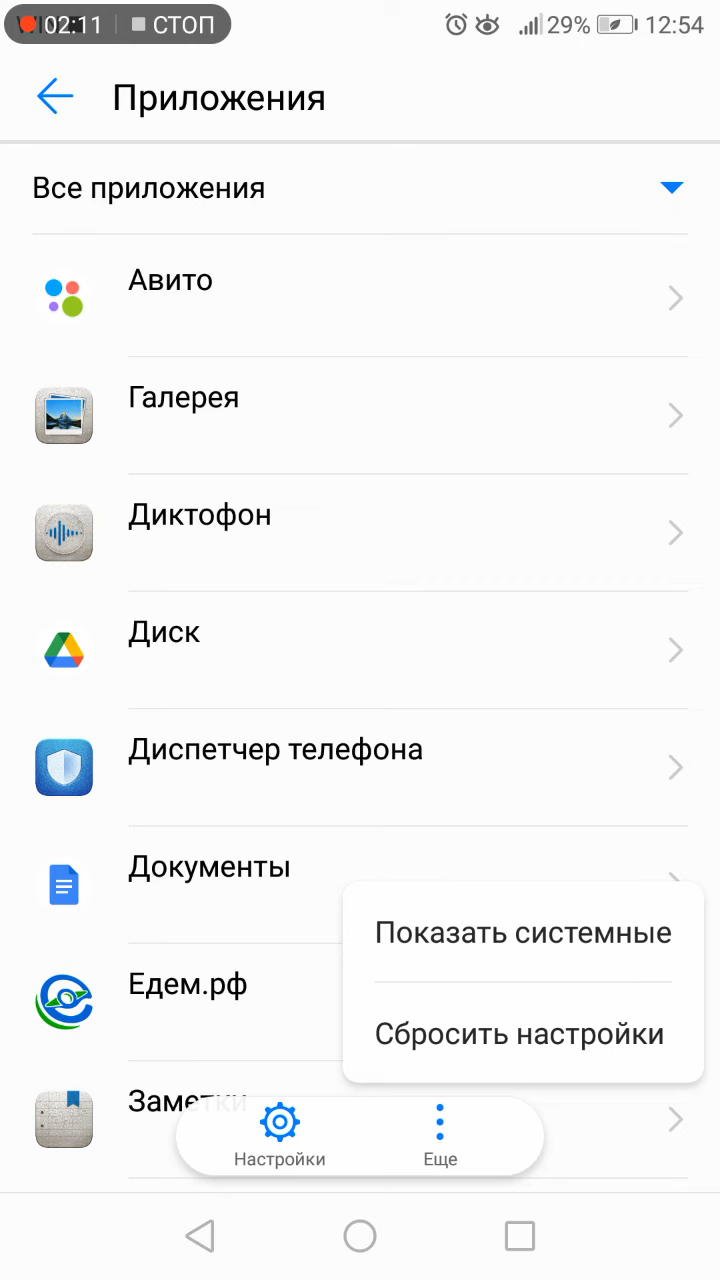 02:11 СТОП 29% 12:54
Приложения
Все приложения
Авито
Галерея
Диктофон
Диск
Диспетчер телефона
Документы
Показать системные
Едем.рф
Сбросить настройки
Заметки
Настройки Еще